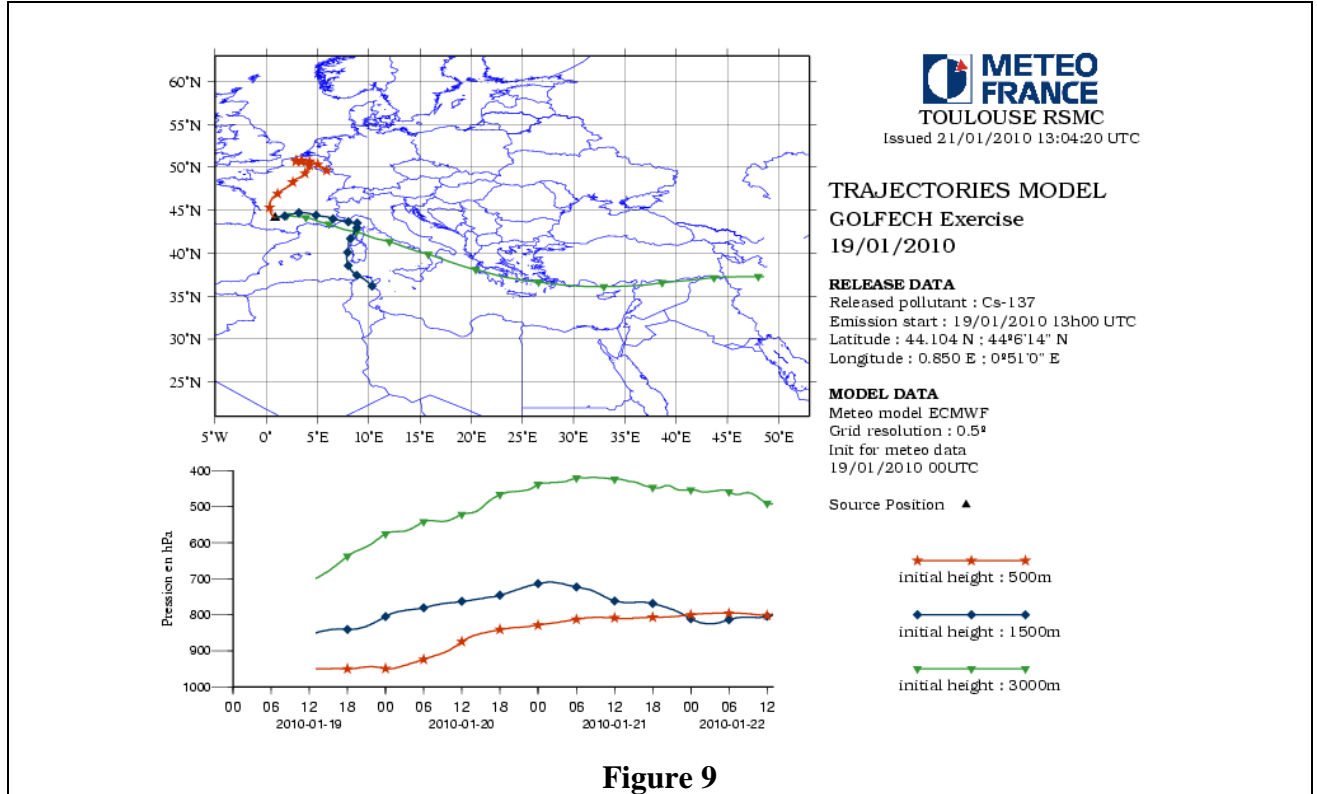 METEO
FRANCE
TOULOUSE RSMC
Issued 21/01/2010 13:04:20 UTC
TRAJECTORIES MODEL
GOLFECH Exercise
19/01/2010
RELEASE DATA
Released pollutant : Cs-137
Emission start : 19/01/2010 13h00 UTC
Latitude : 44.104 N ; 44º6'14" N
Longitude : 0.850 E ; 0º51'0" E
MODEL DATA
Meteo model ECMWF
Grid resolution : 0.5º
Init for meteo data
19/01/2010 00UTC
Source Position
initial height : 500m
initial height : 1500m
initial height : 3000m
60°N
55°N
50°N
45°N
40°N
35°N
30°N
25°N
5°W 0° 5°E 10°E 15°E 20°E 25°E 30°E 35°E 40°E 45°E 50°E
Pression en hPa
400
500
600
700
800
900
1000
00 06 12 18 00 06 12 18 00 06 12 18 00 06 12
2010-01-19 2010-01-20 2010-01-21 2010-01-22
Figure 9